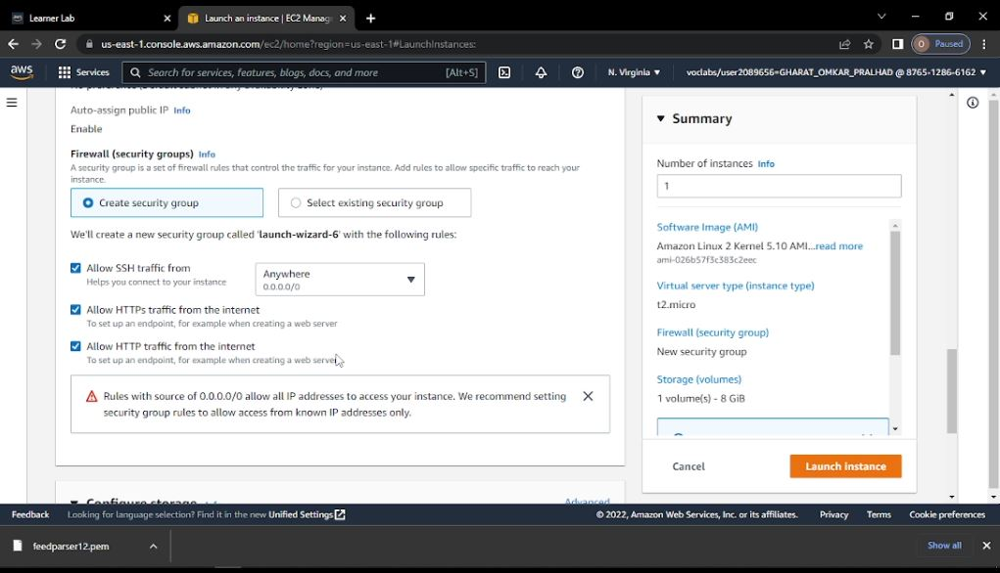 Learner Lab
Launch an instance | EC2 Manag
us-east-1.console.aws.amazon.com/ec2/home?region=us-east-1#LaunchInstances:
O Paused
aws
Services
Search for services, features, blogs, docs, and more [Alt+S]
N. Virginia
voclabs/user2089656=GHARAT_OMKAR_PRALHAD @ 8765-1286-6162
Auto-assign public IP Info
Enable
Firewall (security groups) Info
A security group is a set of firewall rules that control the traffic for your instance. Add rules to allow specific traffic to reach your
instance.
Create security group
Select existing security group
We'll create a new security group called 'launch-wizard-6' with the following rules:
Allow SSH traffic from
Helps you connect to your instance
Anywhere
0.0.0.0/0
Allow HTTPs traffic from the internet
To set up an endpoint, for example when creating a web server
Allow HTTP traffic from the internet
To set up an endpoint, for example when creating a web server
Rules with source of 0.0.0.0/0 allow all IP addresses to access your instance. We recommend setting
security group rules to allow access from known IP addresses only.
Configure storage
Advanced
Summary
Number of instances Info
1
Software Image (AMI)
Amazon Linux 2 Kernel 5.10 AMI...read more
ami-026b57f3c383c2eec
Virtual server type (instance type)
t2.micro
Firewall (security group)
New security group
Storage (volumes)
1 volume(s) - 8 GiB
Cancel
Launch instance
Feedback
Looking for language selection? Find it in the new Unified Settings
© 2022, Amazon Web Services, Inc. or its affiliates.
Privacy
Terms
Cookie preferences
feedparser12.pem
Show all